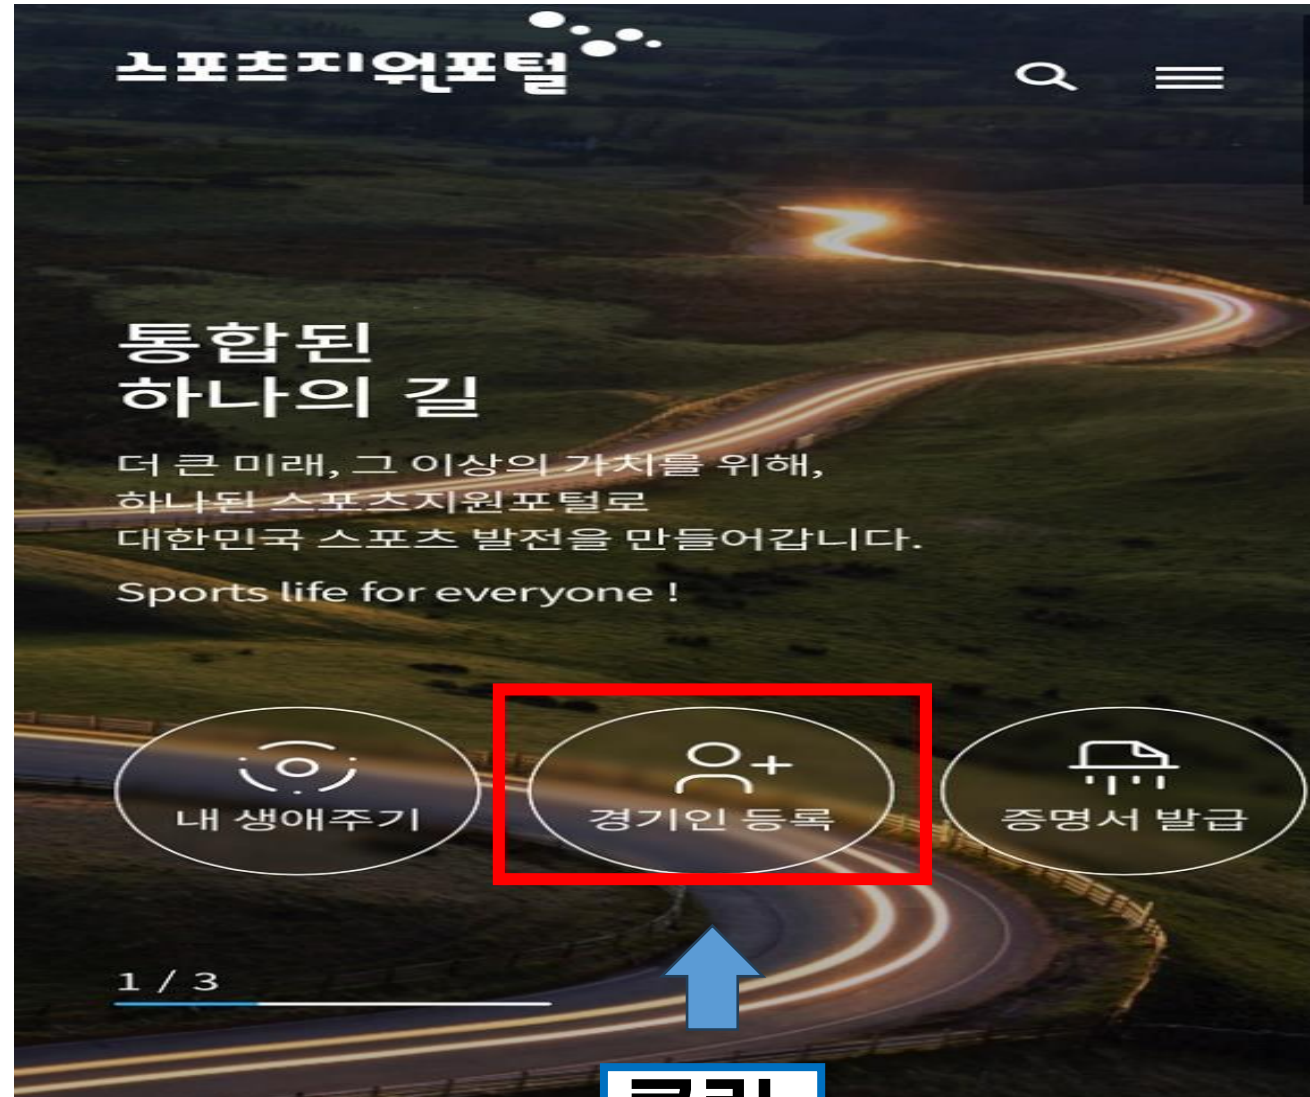 스포츠지원포털
통합된
하나의 길
더 큰 미래, 그 이상의 가치를 위해,
하나된 스포츠지원포털로
대한민국 스포츠 발전을 만들어갑니다.
Sports life for everyone !
내 생애주기
경기인 등록
증명서 발급
1 / 3